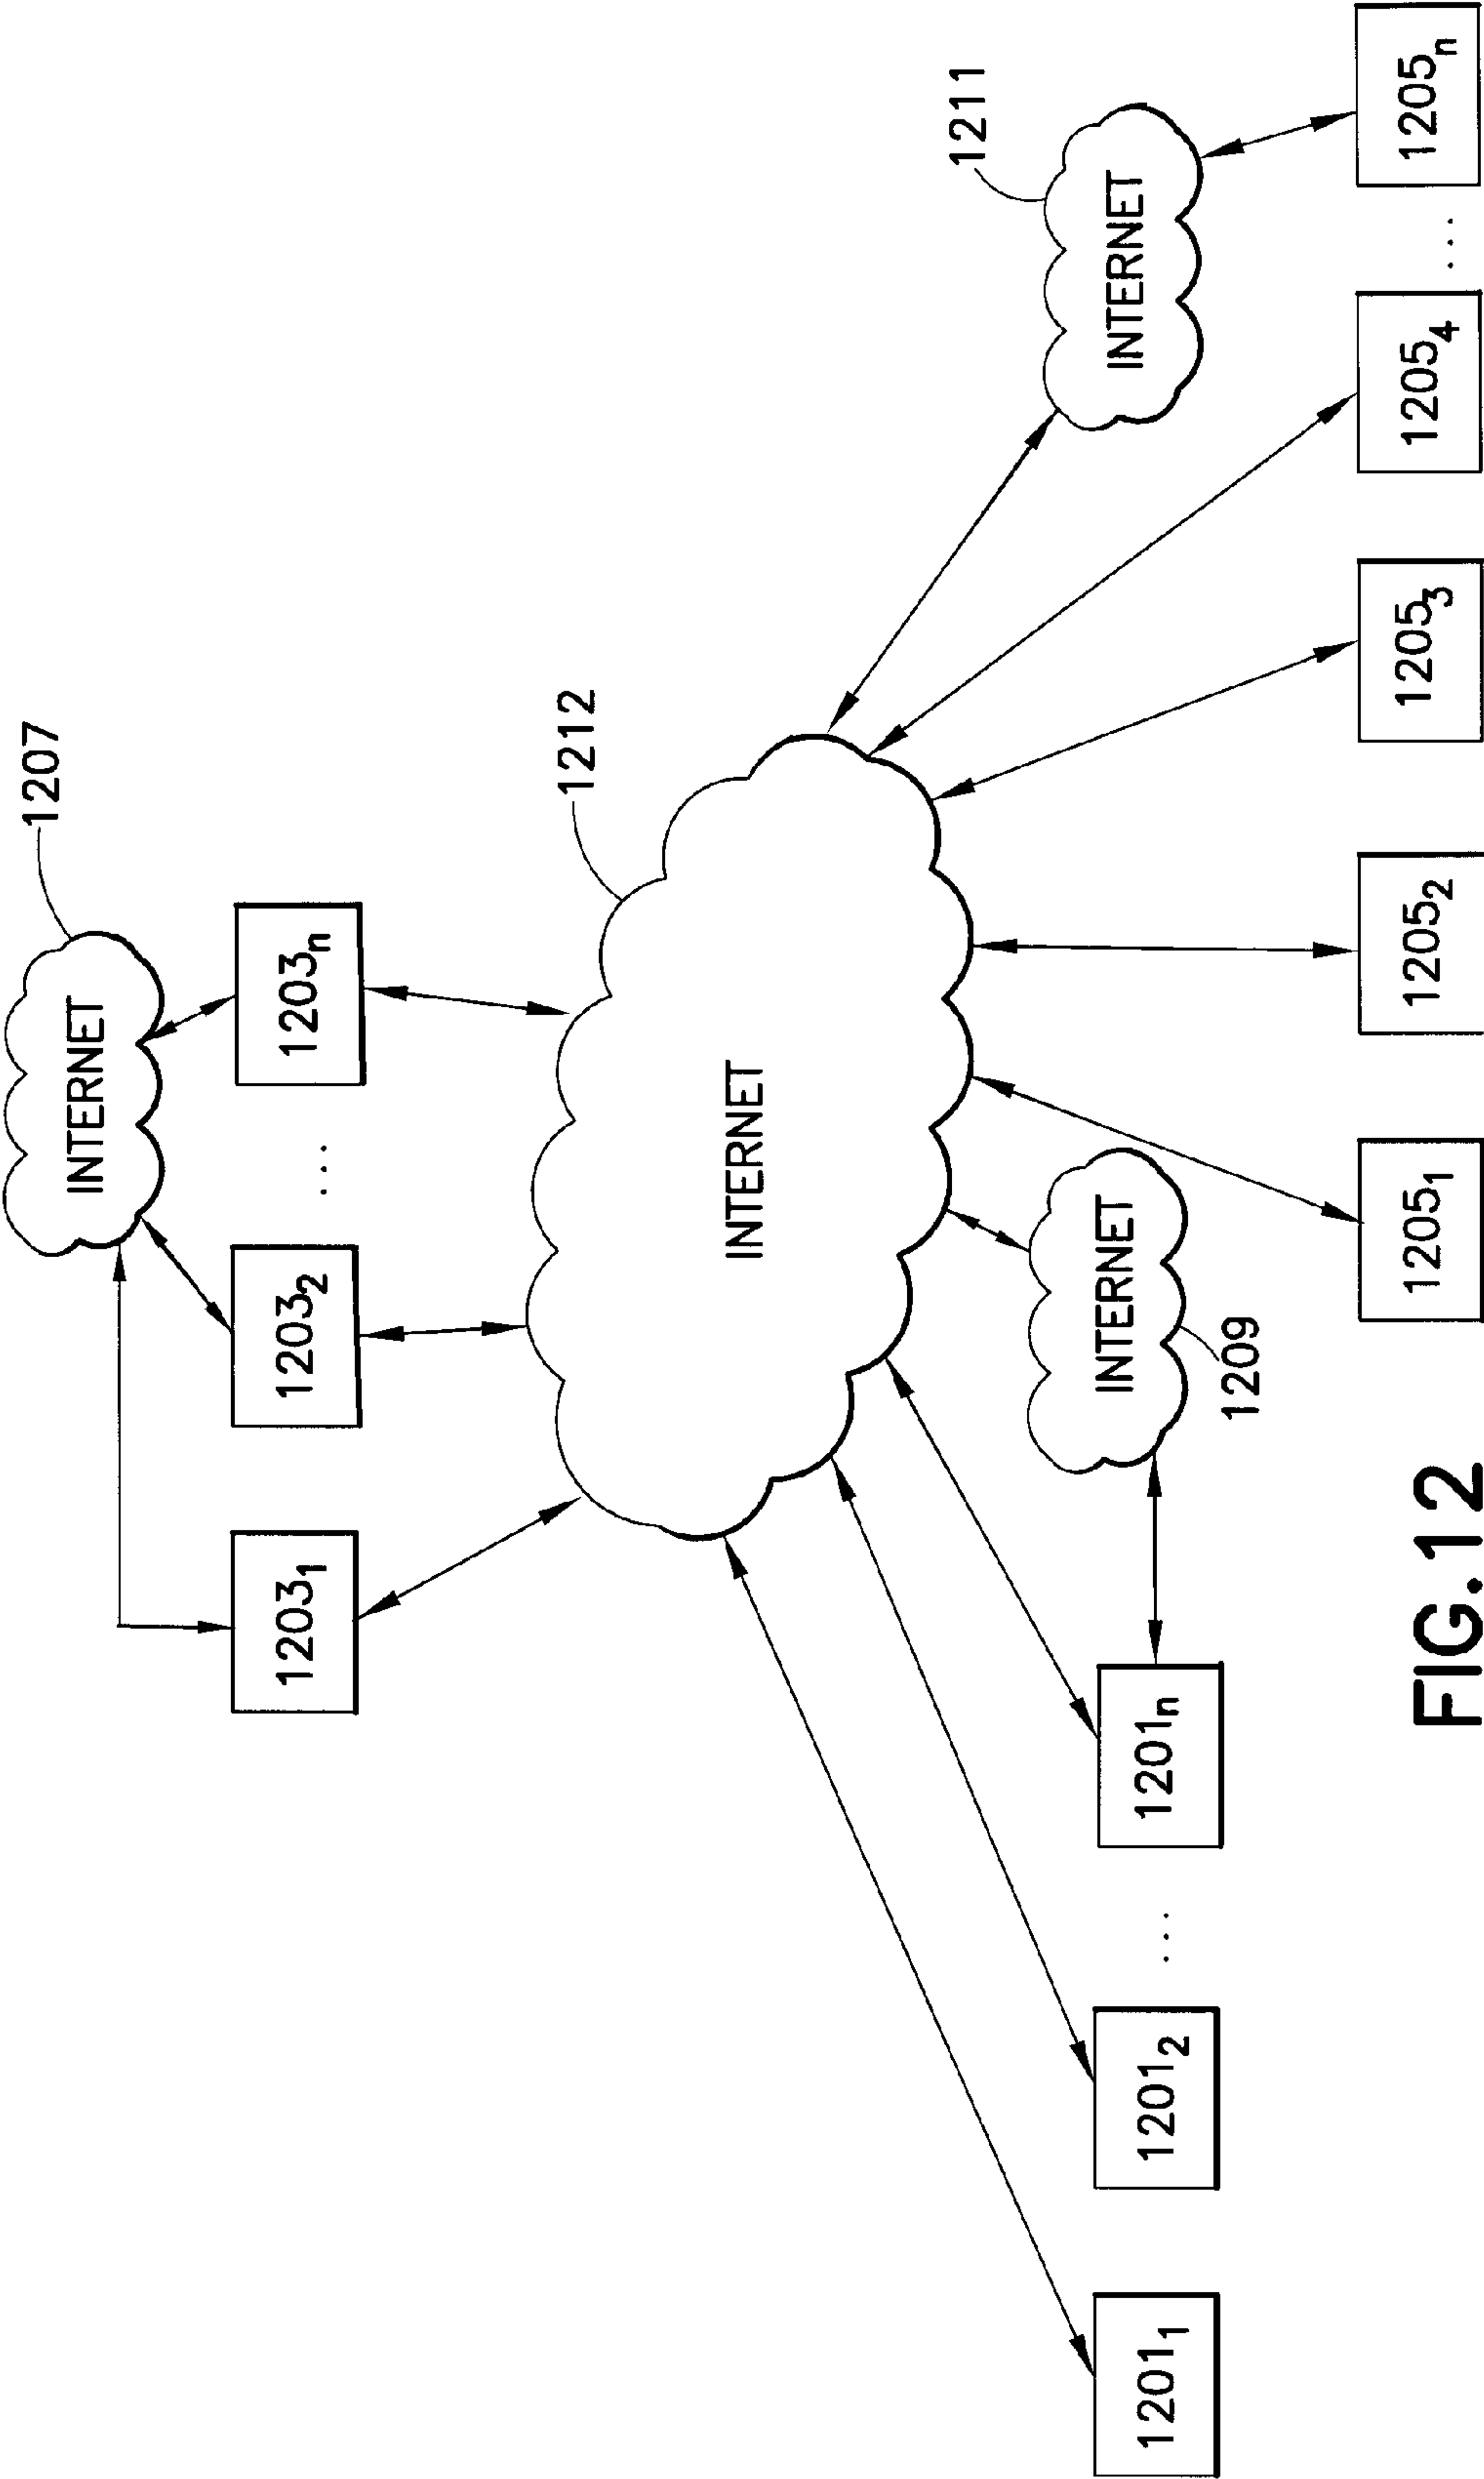 1207
INTERNET
1203₁
1203₂
...
1203ₙ
1212
INTERNET
1211
INTERNET
INTERNET
1209
1201₁
1201₂
...
1201ₙ
1205₁
1205₂
1205₃
1205₄
...
1205ₙ
FIG.12